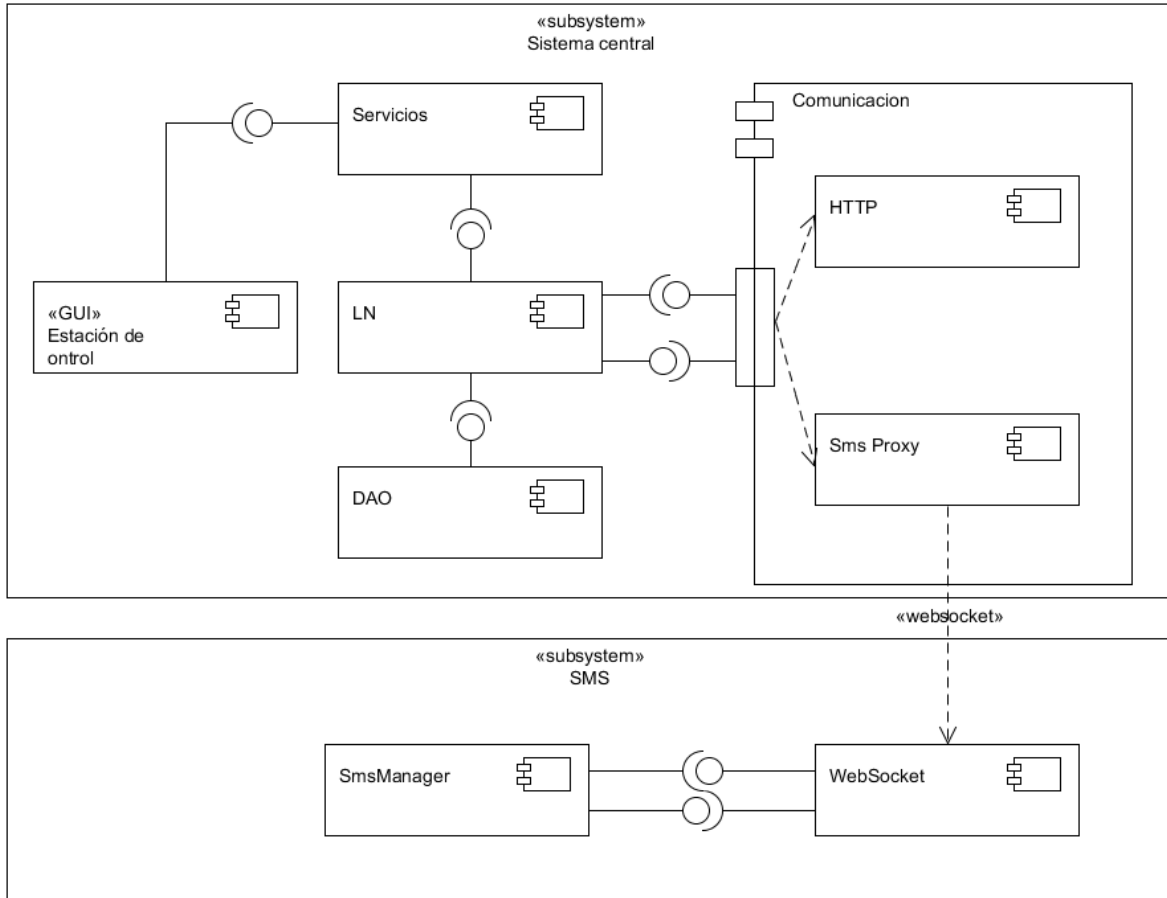 «subsystem»
Sistema central
Servicios
Comunicacion
HTTP
«GUI»
Estación de
ontrol
LN
Sms Proxy
DAO
«websocket»
«subsystem»
SMS
SmsManager
WebSocket